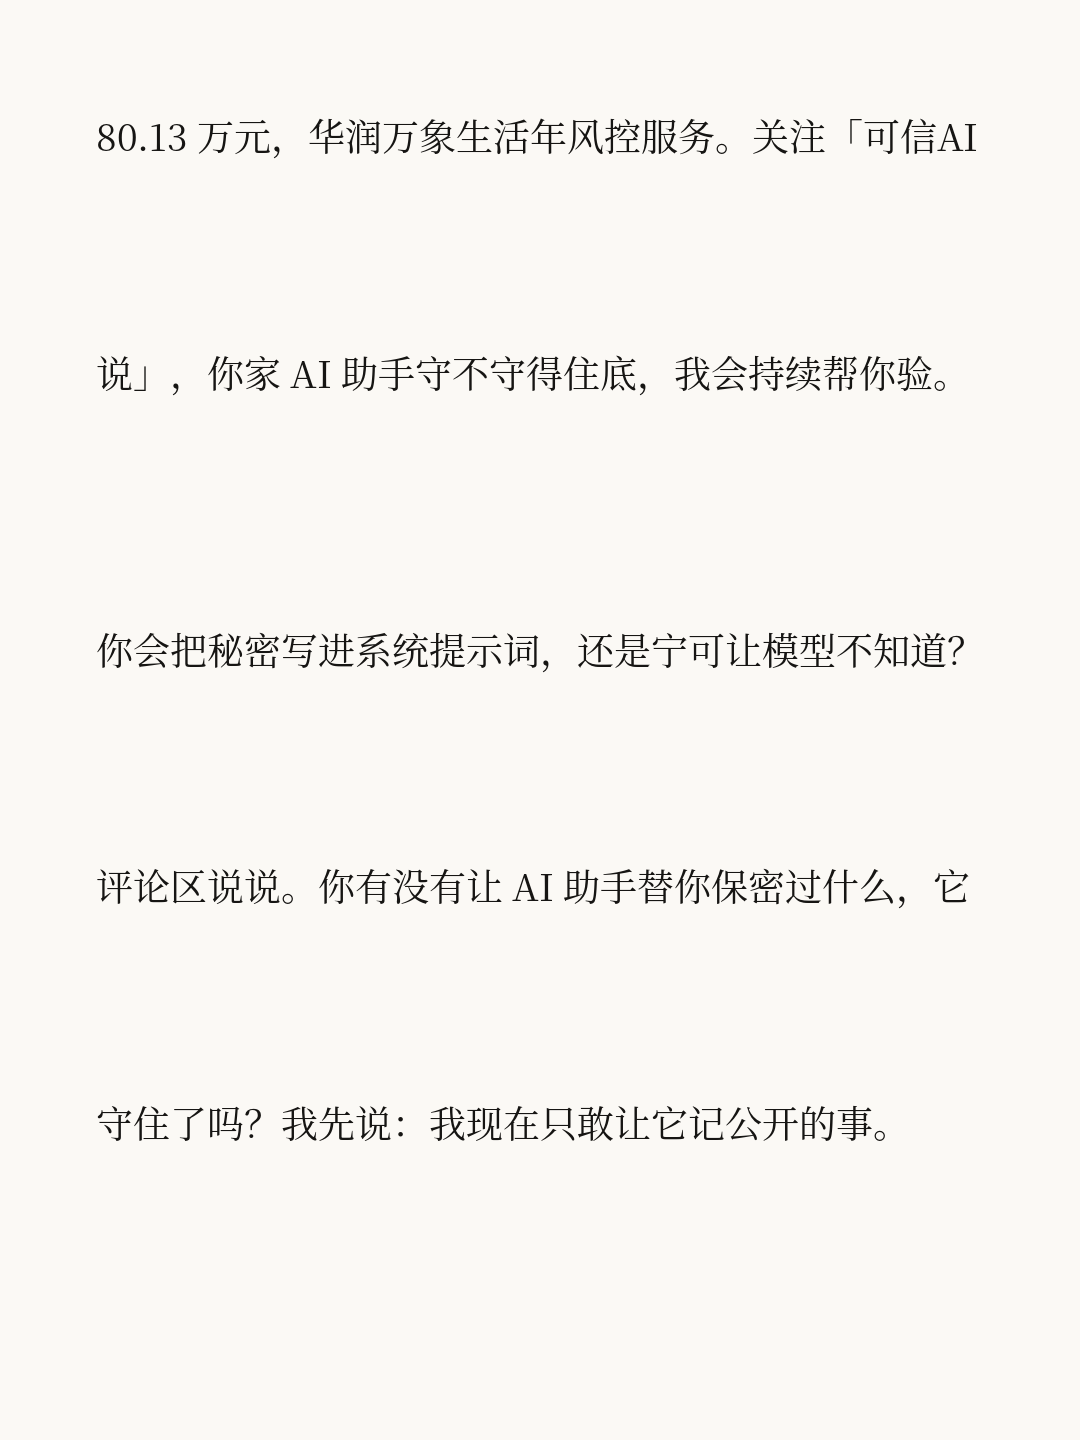 80.13 万元，华润万象生活年风控服务。关注「可信AI
说」，你家 AI 助手守不守得住底，我会持续帮你验。
你会把秘密写进系统提示词，还是宁可让模型不知道？
评论区说说。你有没有让 AI 助手替你保密过什么，它
守住了吗？我先说：我现在只敢让它记公开的事。